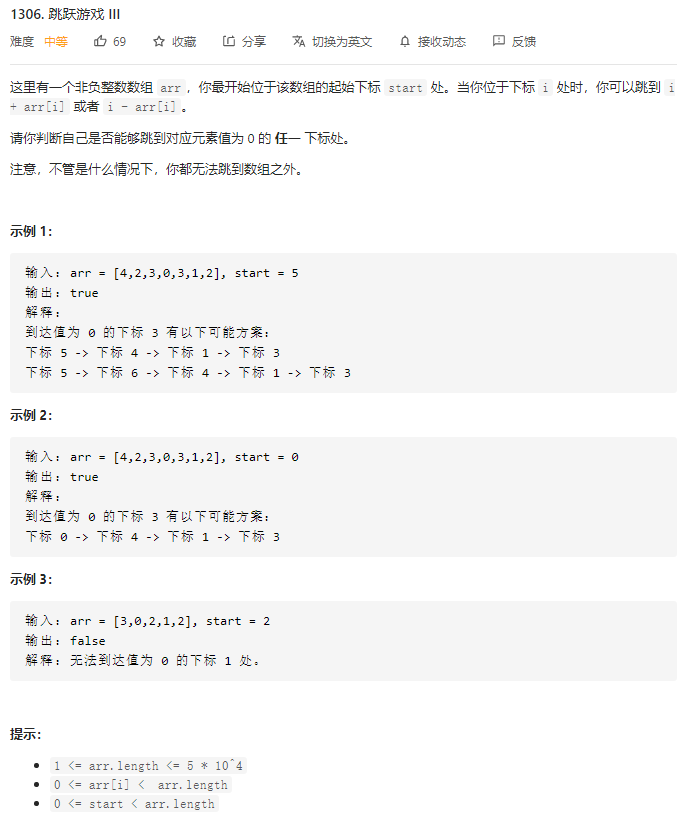 1306. 跳跃游戏 III
难度 中等 69 收藏 分享 切换为英文 接收动态 反馈
这里有一个非负整数数组 arr，你最开始位于该数组的起始下标 start 处。当你位于下标 i 处时，你可以跳到 i
+ arr[i] 或者 i - arr[i]。
请你判断自己是否能够跳到对应元素值为 0 的 任一 下标处。
注意，不管是什么情况下，你都无法跳到数组之外。
示例 1：
输入：arr = [4,2,3,0,3,1,2], start = 5
输出：true
解释：
到达值为 0 的下标 3 有以下可能方案：
下标 5 -> 下标 4 -> 下标 1 -> 下标 3
下标 5 -> 下标 6 -> 下标 4 -> 下标 1 -> 下标 3
示例 2：
输入：arr = [4,2,3,0,3,1,2], start = 0
输出：true
解释：
到达值为 0 的下标 3 有以下可能方案：
下标 0 -> 下标 4 -> 下标 1 -> 下标 3
示例 3：
输入：arr = [3,0,2,1,2], start = 2
输出：false
解释：无法到达值为 0 的下标 1 处。
提示：
1 <= arr.length <= 5 * 10^4
0 <= arr[i] < arr.length
0 <= start < arr.length